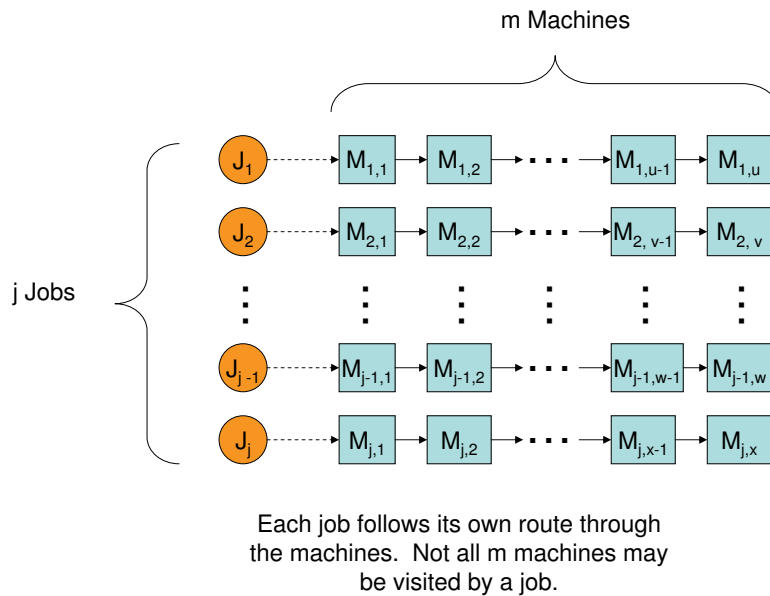 m Machines
J1 M1,1 M1,2 M1,u-1 M1,u
J2 M2,1 M2,2 M2, v-1 M2, v
j Jobs
Jj -1 Mj-1,1 Mj-1,2 Mj-1,w-1 Mj-1,w
Jj Mj,1 Mj,2 Mj,x-1 Mj,x
Each job follows its own route through
the machines. Not all m machines may
be visited by a job.